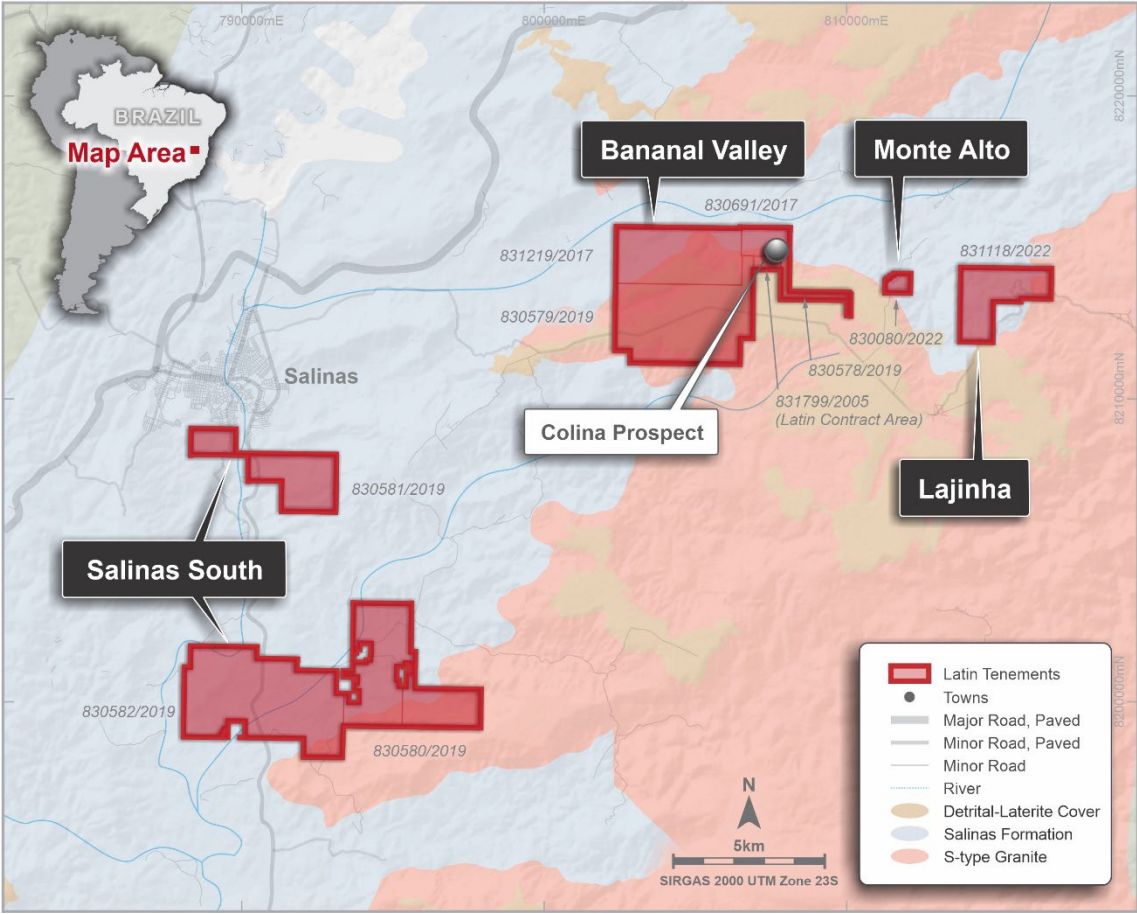 790000mE
800000mE
810000mE
8220000mN
BRAZIL
Map Area
Bananal Valley
Monte Alto
830691/2017
831219/2017
831118/2022
830579/2019
830080/2022
830578/2019
Salinas
831799/2005
(Latin Contract Area)
8210000mN
Colina Prospect
830581/2019
Lajinha
Salinas South
830582/2019
830580/2019
8200000mN
Latin Tenements
Towns
Major Road, Paved
Minor Road, Paved
Minor Road
River
Detrital-Laterite Cover
Salinas Formation
S-type Granite
N
5km
SIRGAS 2000 UTM Zone 23S